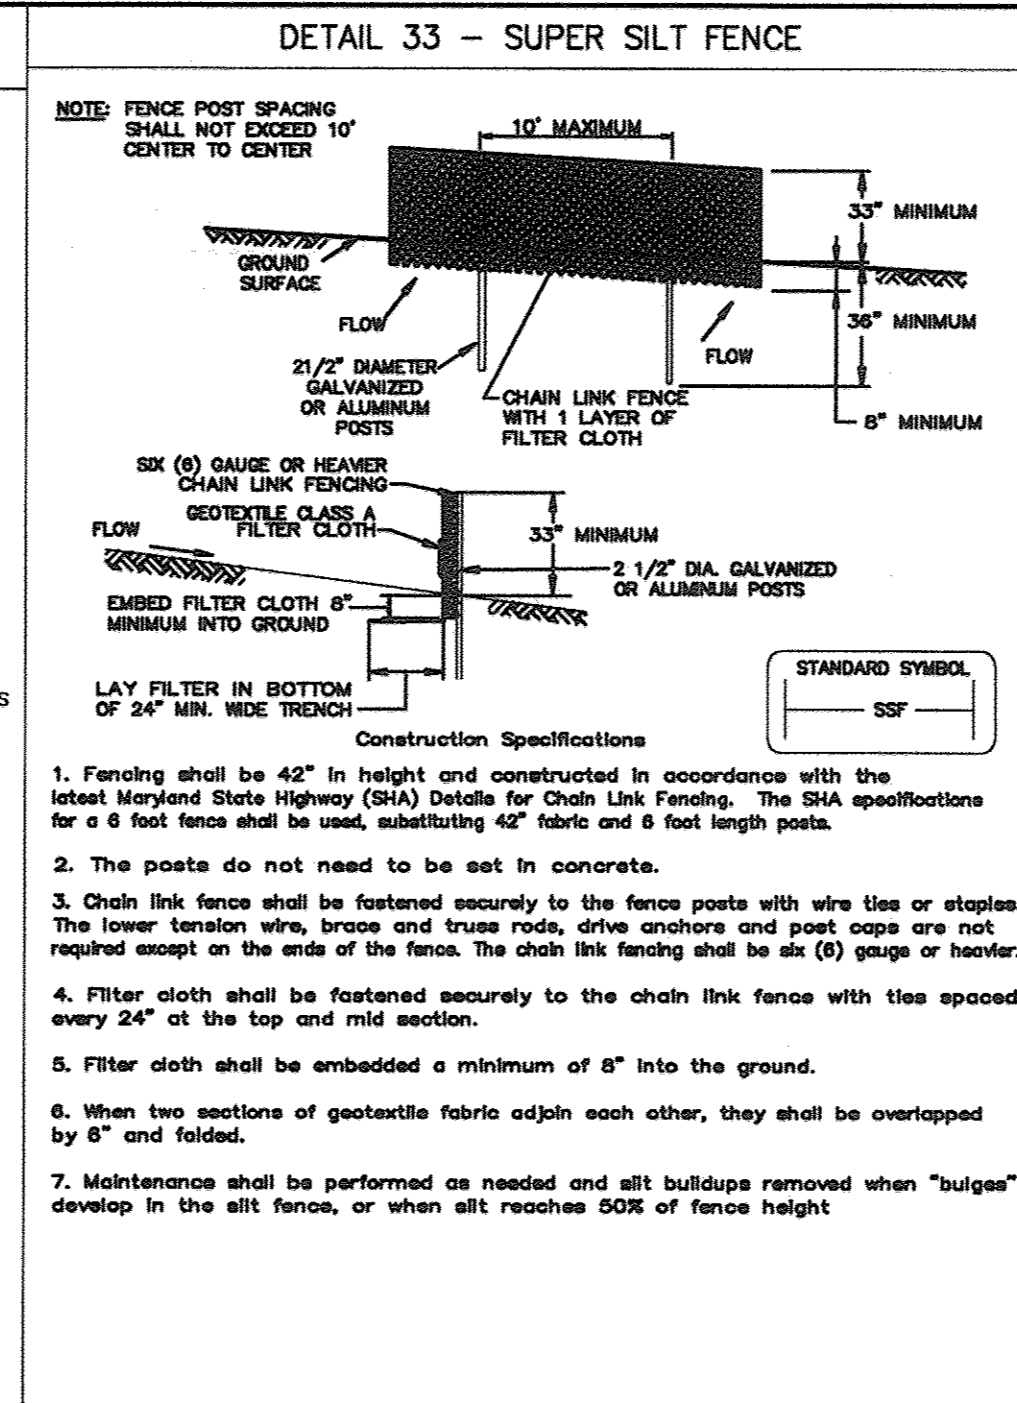 DETAIL 33 – SUPER SILT FENCE
NOTE: FENCE POST SPACING
SHALL NOT EXCEED 10'
CENTER TO CENTER
10' MAXIMUM
33" MINIMUM
GROUND
SURFACE
FLOW
36" MINIMUM
FLOW
21/2" DIAMETER
GALVANIZED
OR ALUMINUM
POSTS
CHAIN LINK FENCE
WITH 1 LAYER OF
FILTER CLOTH
8" MINIMUM
SIX (6) GAUGE OR HEAVIER
CHAIN LINK FENCING
GEOTEXTILE CLASS A
FILTER CLOTH
FLOW
33" MINIMUM
2 1/2" DIA. GALVANIZED
OR ALUMINUM POSTS
EMBED FILTER CLOTH 8"
MINIMUM INTO GROUND
STANDARD SYMBOL
SSF
LAY FILTER IN BOTTOM
OF 24" MIN. WIDE TRENCH
S
Construction Specifications
1. Fencing shall be 42" in height and constructed in accordance with the
latest Maryland State Highway (SHA) Details for Chain Link Fencing. The SHA specifications
for a 6 foot fence shall be used, substituting 42" fabric and 6 foot length posts.
2. The posts do not need to be set in concrete.
3. Chain link fence shall be fastened securely to the fence posts with wire ties or staples
The lower tension wire, brace and truss rods, drive anchors and post caps are not
required except on the ends of the fence. The chain link fencing shall be six (6) gauge or heavier.
4. Filter cloth shall be fastened securely to the chain link fence with ties spaced
every 24" at the top and mid section.
5. Filter cloth shall be embedded a minimum of 8" into the ground.
6. When two sections of geotextile fabric adjoin each other, they shall be overlapped
by 6" and folded.
7. Maintenance shall be performed as needed and silt buildups removed when "bulges"
develop in the silt fence, or when silt reaches 50% of fence height